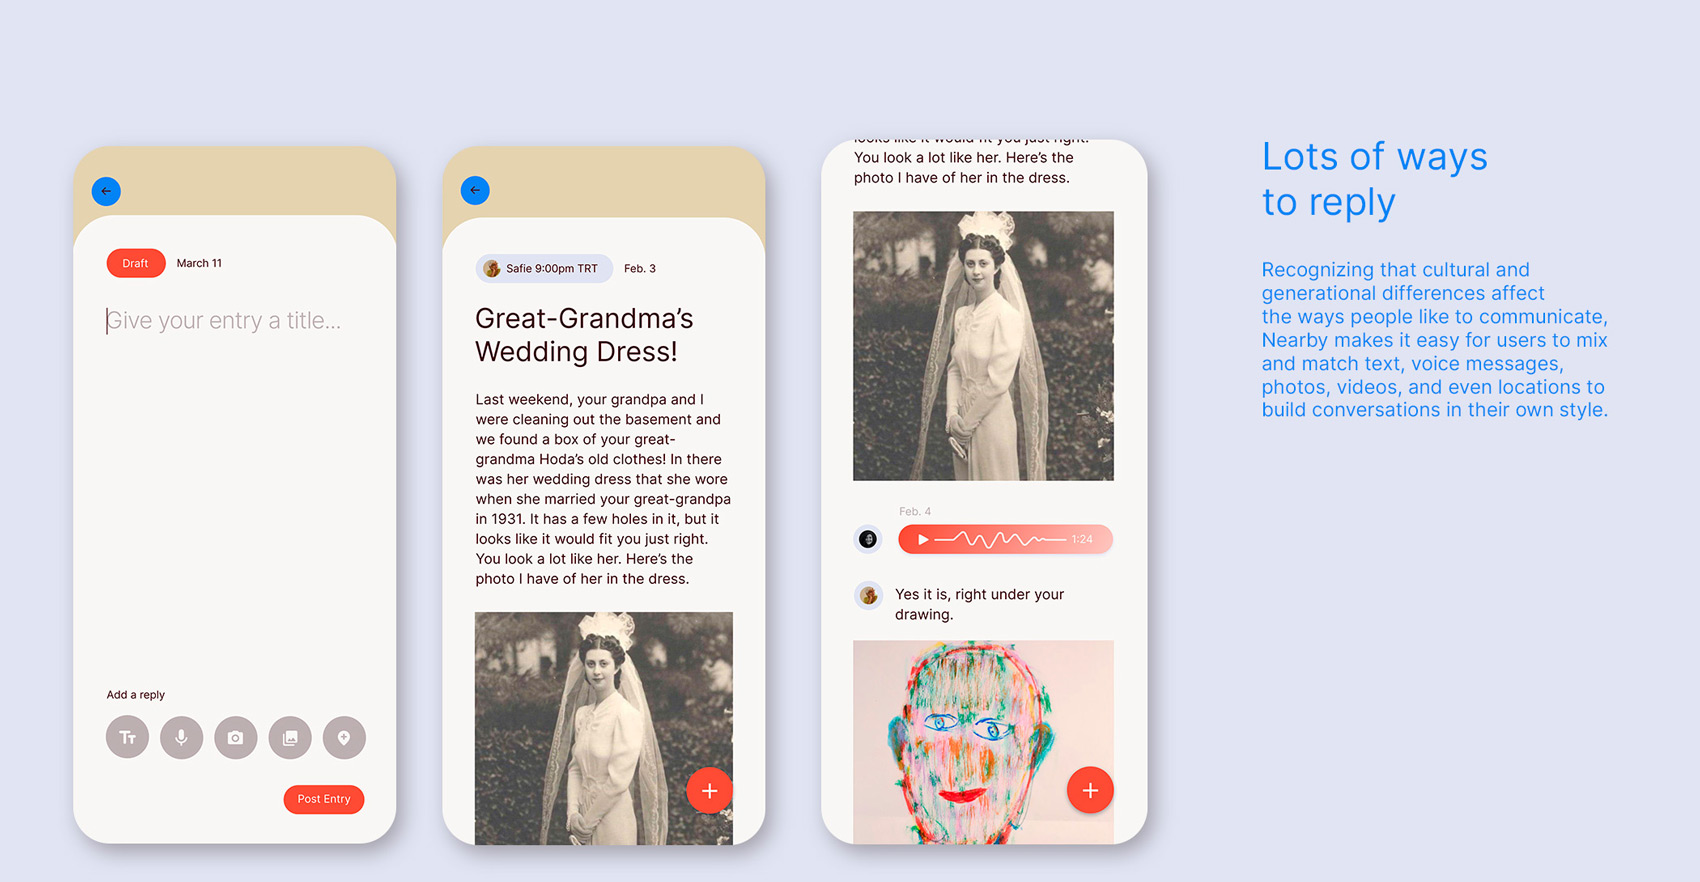 Draft
March 11
Give your entry a title...
Add a reply
Tт
Post Entry
Safie 9:00pm TRT
Feb. 3
Great-Grandma’s
Wedding Dress!
Last weekend, your grandpa and I
were cleaning out the basement and
we found a box of your great-
grandma Hoda’s old clothes! In there
was her wedding dress that she wore
when she married your great-grandpa
in 1931. It has a few holes in it, but it
looks like it would fit you just right.
You look a lot like her. Here’s the
photo I have of her in the dress.
looks like it would fit you just right.
You look a lot like her. Here’s the
photo I have of her in the dress.
Feb. 4
1:24
Yes it is, right under your
drawing.
Lots of ways
to reply
Recognizing that cultural and
generational differences affect
the ways people like to communicate,
Nearby makes it easy for users to mix
and match text, voice messages,
photos, videos, and even locations to
build conversations in their own style.